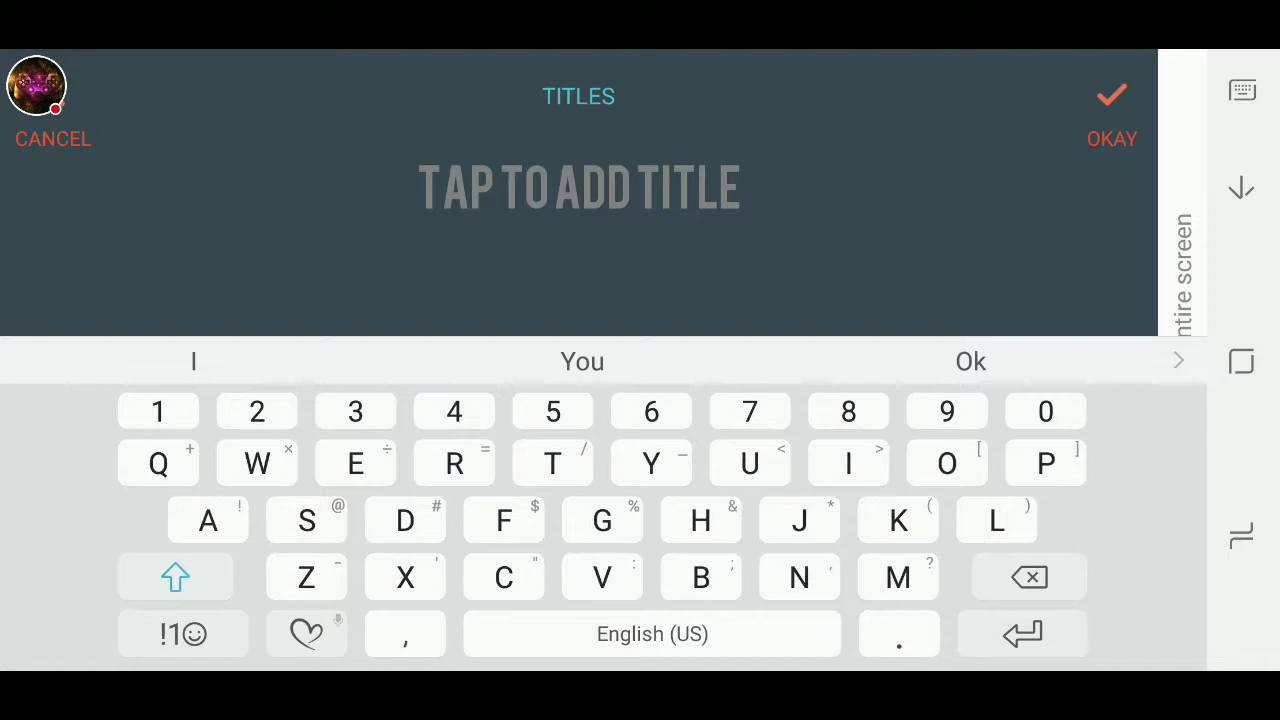 TITLES
CANCEL
OKAY
TAP TO ADD TITLE
ntire screen
I You Ok >
1 2 3 4 5 6 7 8 9 0
Q + W × E ÷ R = T / Y _ U < I > O [ P ]
A ! S @ D # F $ G % H & J * K ( L )
Z - X ' C " V : B ; N , M ?
!1☺ , English (US) .